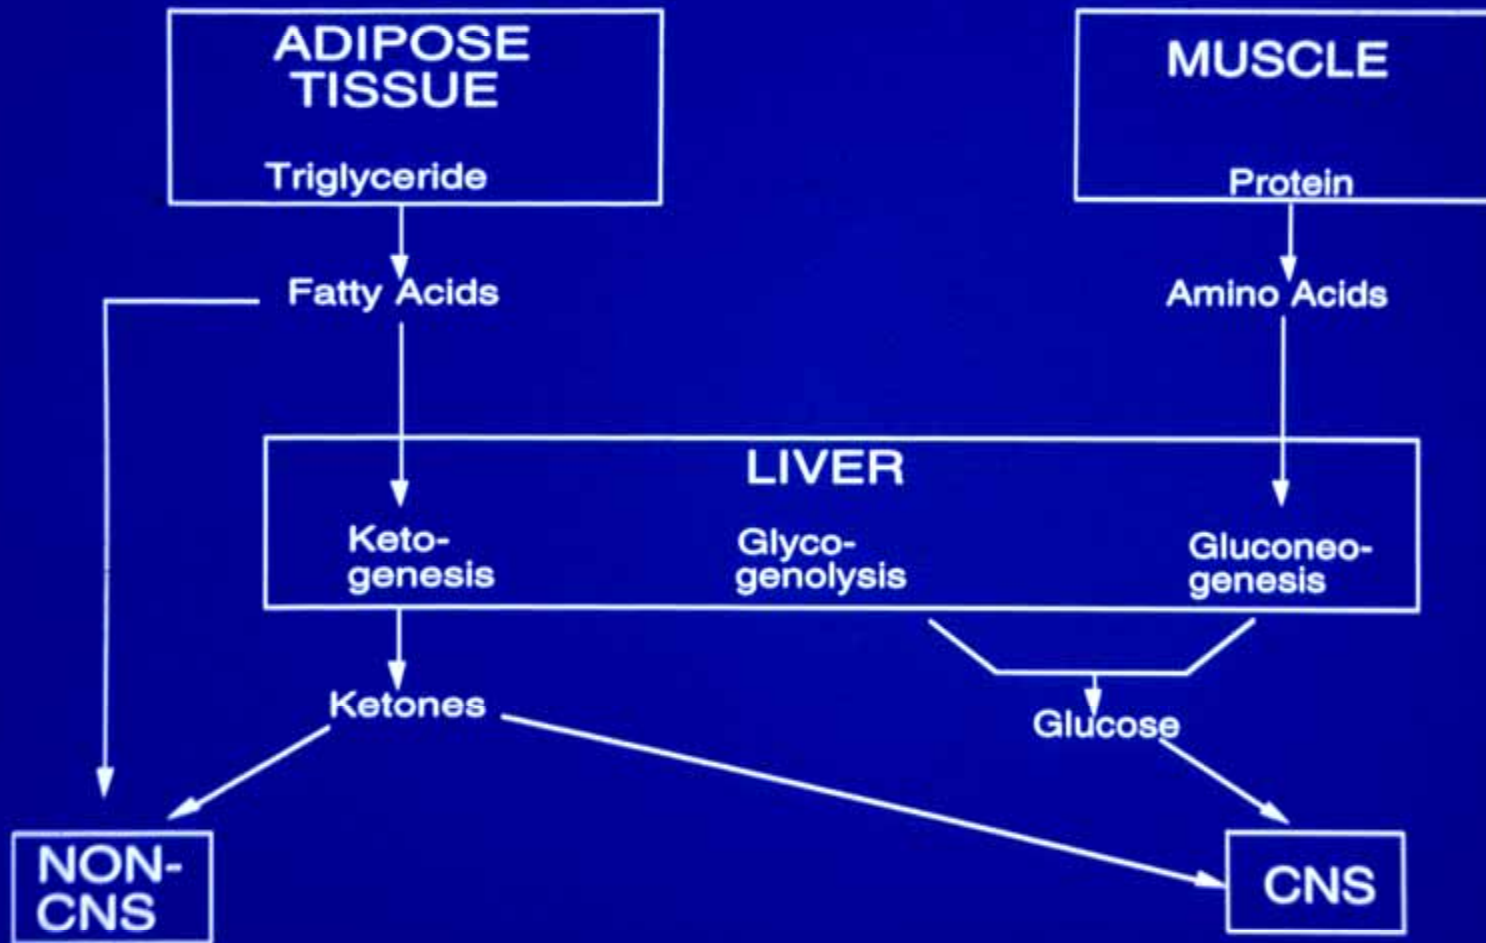 ADIPOSE
TISSUE
Triglyceride
MUSCLE
Protein
Fatty Acids
Amino Acids
LIVER
Keto-
genesis
Glyco-
genolysis
Gluconeo-
genesis
Ketones
Glucose
NON-
CNS
CNS